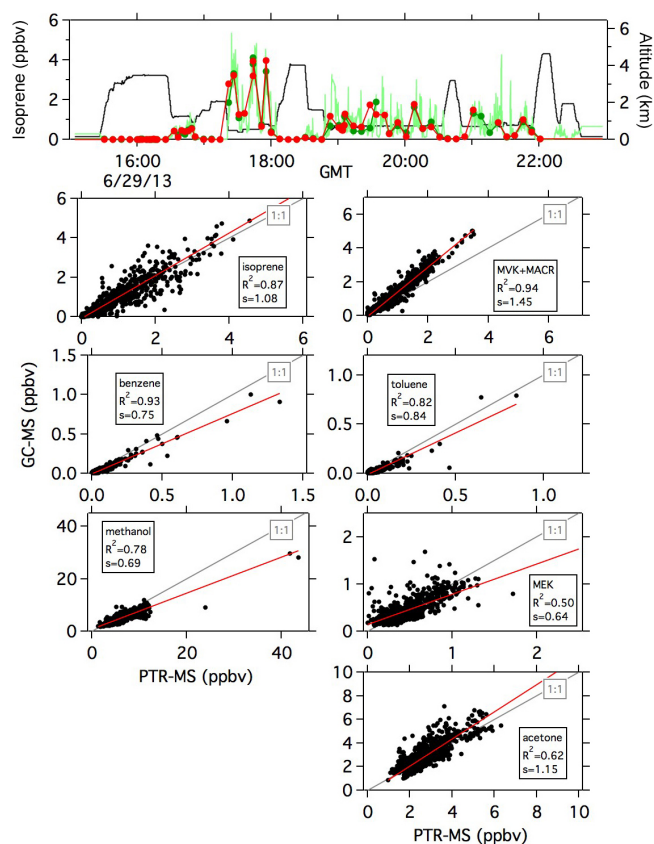 Isoprene (ppbv)
6
4
2
0
6
4
2
0
Altitude (km)
16:00
18:00
20:00
22:00
6/29/13
GMT
6
4
2
0
1:1
isoprene
R²=0.87
s=1.08
0
2
4
6
6
4
2
0
1:1
MVK+MACR
R²=0.94
s=1.45
0
2
4
6
GC-MS (ppbv)
1.5
1.0
0.5
0.0
1:1
benzene
R²=0.93
s=0.75
0.0
0.5
1.0
1.5
1.0
0.5
0.0
1:1
toluene
R²=0.82
s=0.84
0.0
0.5
1.0
40
20
0
1:1
methanol
R²=0.78
s=0.69
0
20
40
PTR-MS (ppbv)
2
1
0
1:1
MEK
R²=0.50
s=0.64
0
1
2
10
8
6
4
2
0
1:1
acetone
R²=0.62
s=1.15
0
2
4
6
8
10
PTR-MS (ppbv)